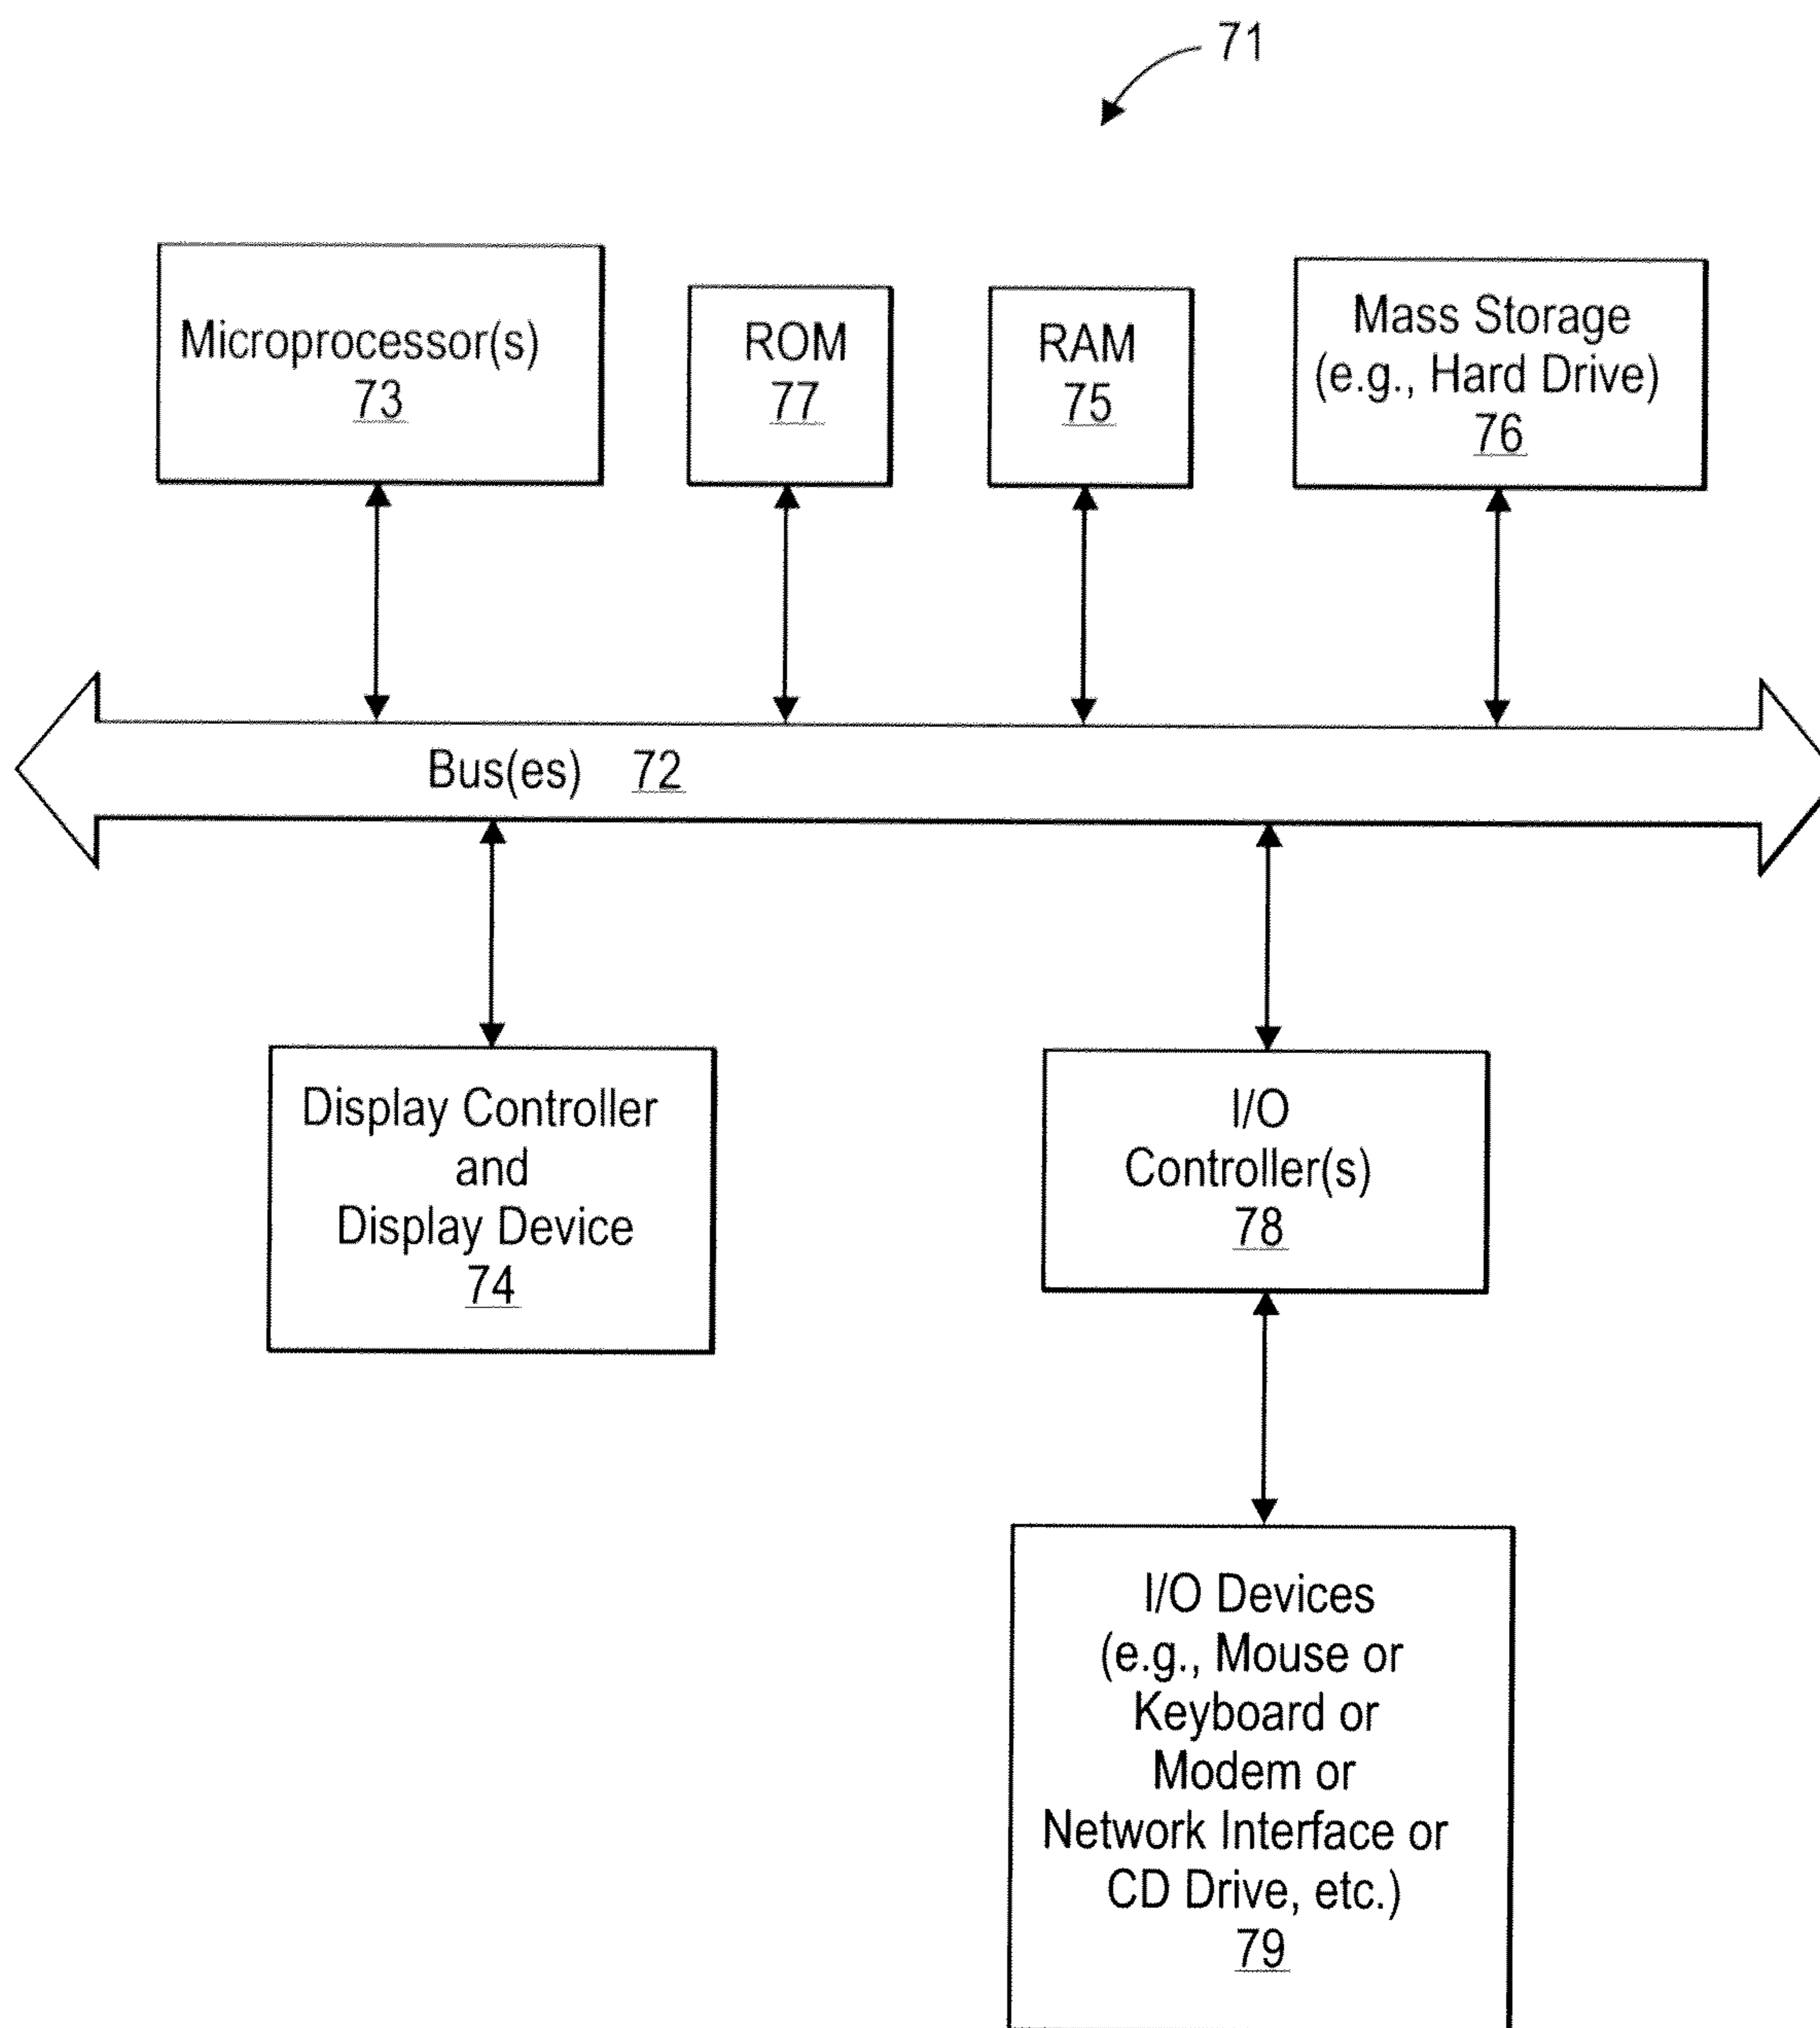 71
Microprocessor(s)
73
ROM
77
RAM
75
Mass Storage
(e.g., Hard Drive)
76
Bus(es) 72
Display Controller
and
Display Device
74
I/O
Controller(s)
78
I/O Devices
(e.g., Mouse or
Keyboard or
Modem or
Network Interface or
CD Drive, etc.)
79